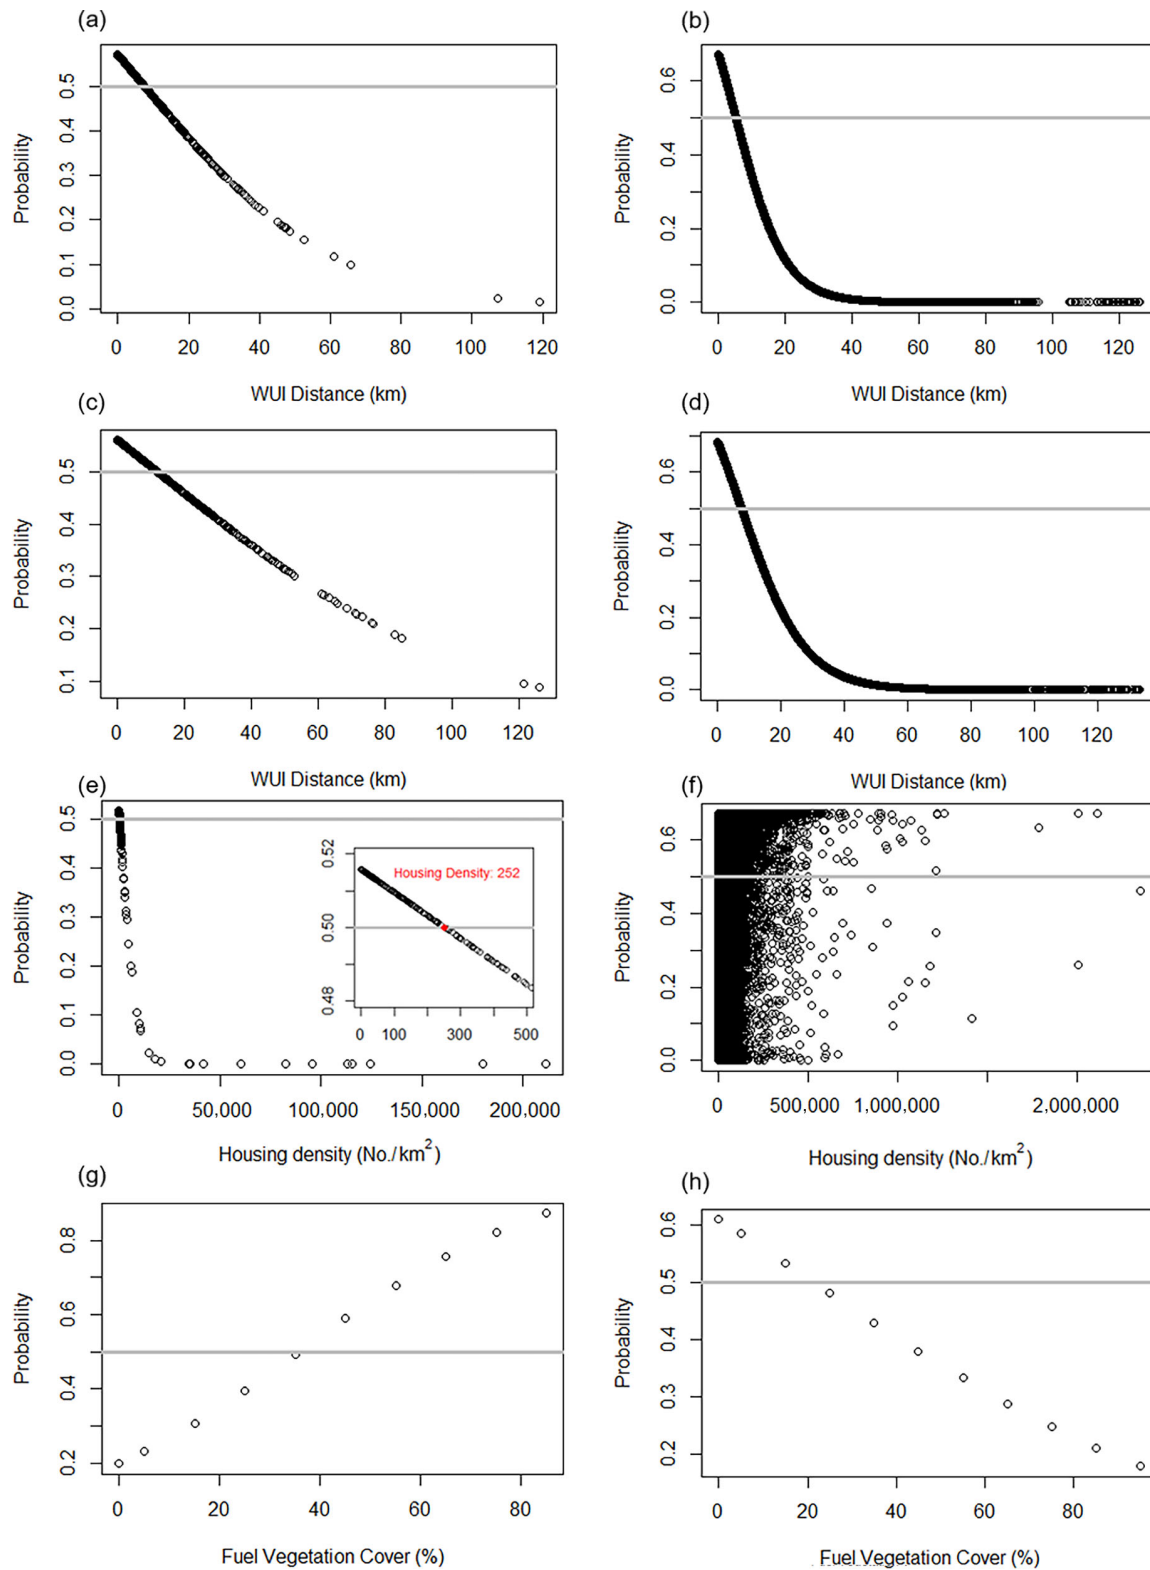 (a)
Probability
0.5
0.4
0.3
0.2
0.1
0.0
0 20 40 60 80 100 120
WUI Distance (km)
(b)
Probability
0.6
0.4
0.2
0.0
0 20 40 60 80 100 120
WUI Distance (km)
(c)
Probability
0.5
0.4
0.3
0.2
0.1
0 20 40 60 80 100 120
WUI Distance (km)
(d)
Probability
0.6
0.4
0.2
0.0
0 20 40 60 80 100 120
WUI Distance (km)
(e)
Probability
0.5
0.4
0.3
0.2
0.1
0.0
0.52
0.50
0.48
Housing Density: 252
0 100 300 500
0 50,000 100,000 150,000 200,000
Housing density (No./km²)
(f)
Probability
0.6
0.4
0.2
0.0
0 500,000 1,000,000 2,000,000
Housing density (No./km²)
(g)
Probability
0.8
0.6
0.4
0.2
0 20 40 60 80
Fuel Vegetation Cover (%)
(h)
Probability
0.6
0.5
0.4
0.3
0.2
0 20 40 60 80
Fuel Vegetation Cover (%)